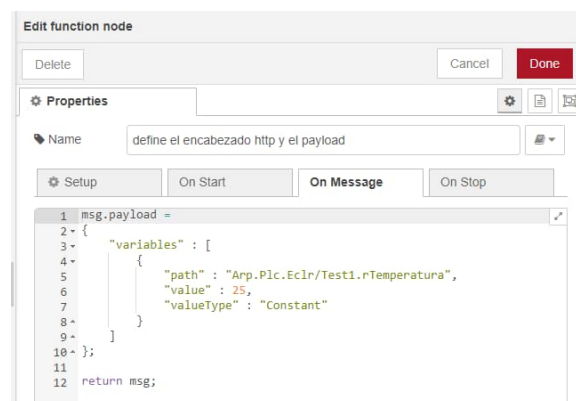 Edit function node
Delete
Cancel
Done
Properties
Name
define el encabezado http y el payload
Setup
On Start
On Message
On Stop
1 msg.payload =
2 {
3 "variables" : [
4 {
5 "path" : "Arp.Plc.Eclr/Test1.rTemperatura",
6 "value" : 25,
7 "valueType" : "Constant"
8 }
9 ]
10 };
11
12 return msg;